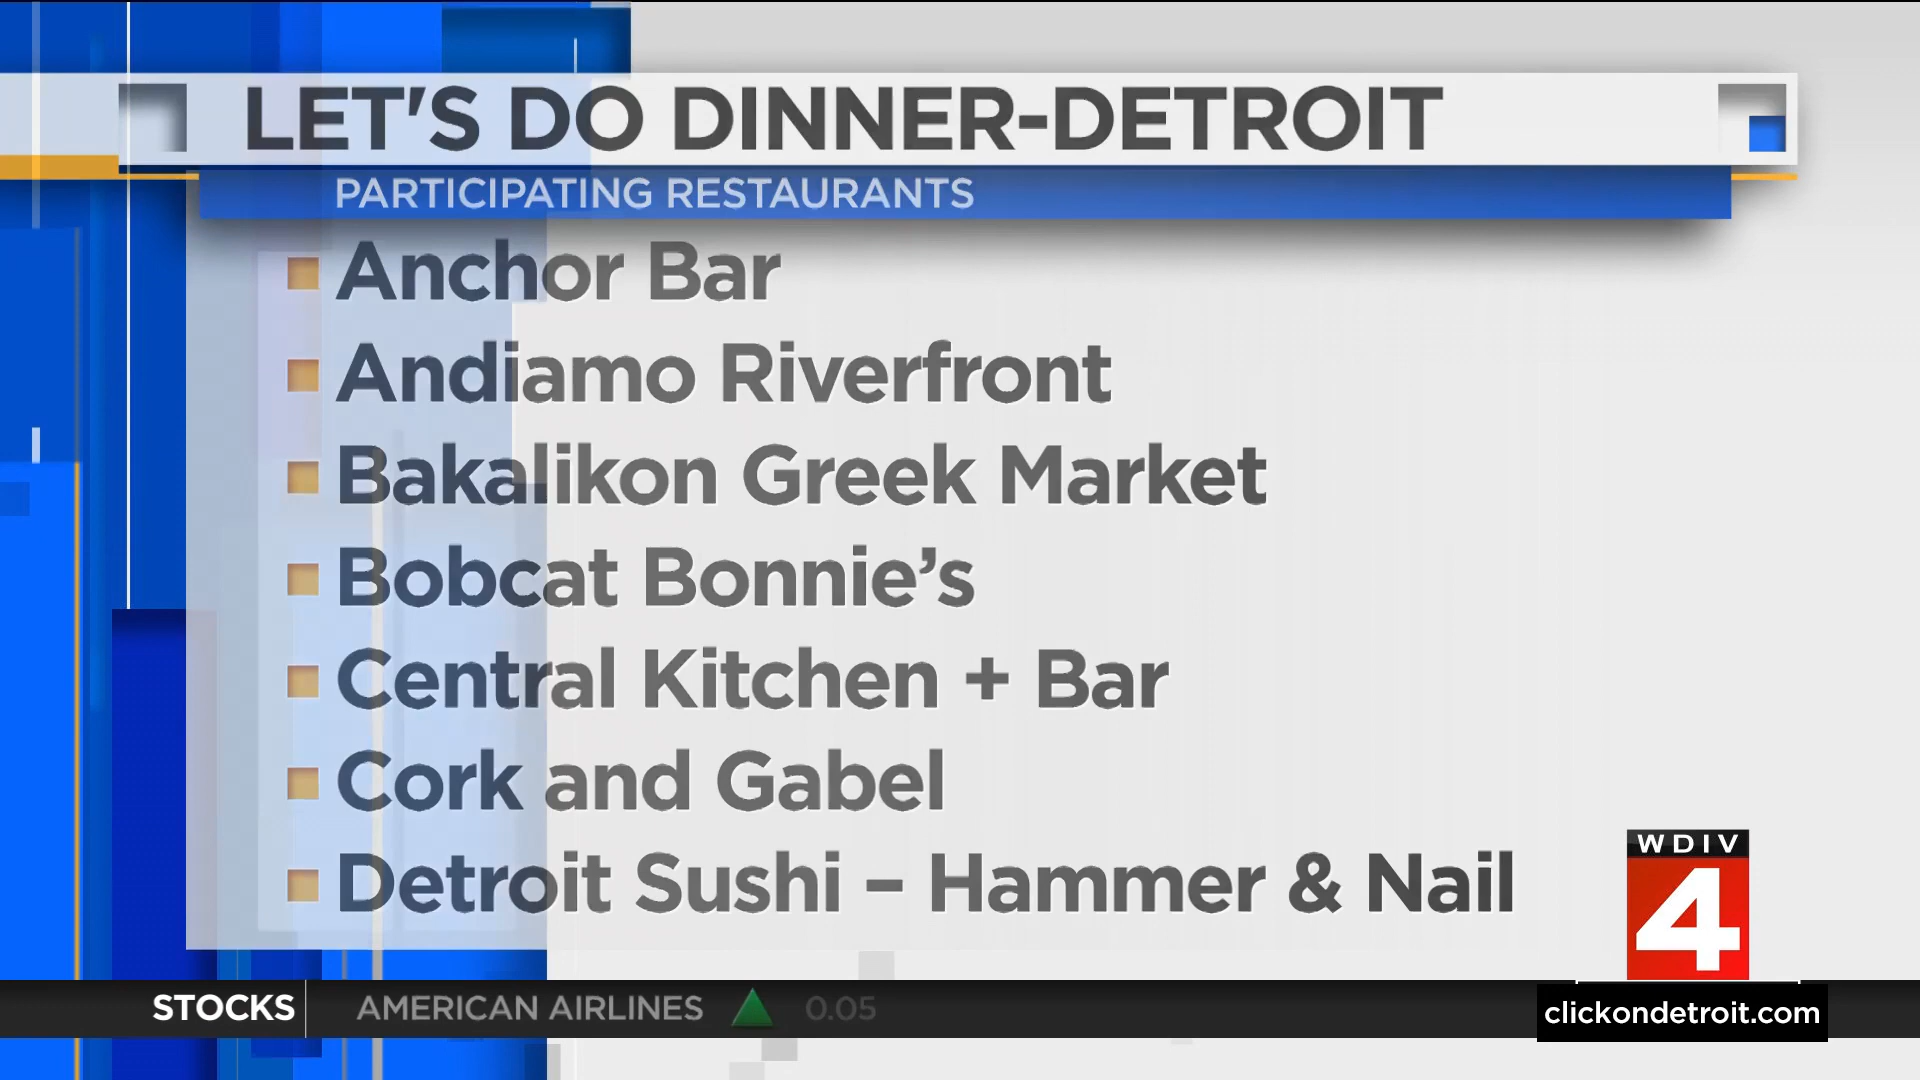 LET'S DO DINNER-DETROIT
PARTICIPATING RESTAURANTS
Anchor Bar
Andiamo Riverfront
Bakalikon Greek Market
Bobcat Bonnie’s
Central Kitchen + Bar
Cork and Gabel
Detroit Sushi – Hammer & Nail
WDIV
4
STOCKS AMERICAN AIRLINES 0.05
clickondetroit.com